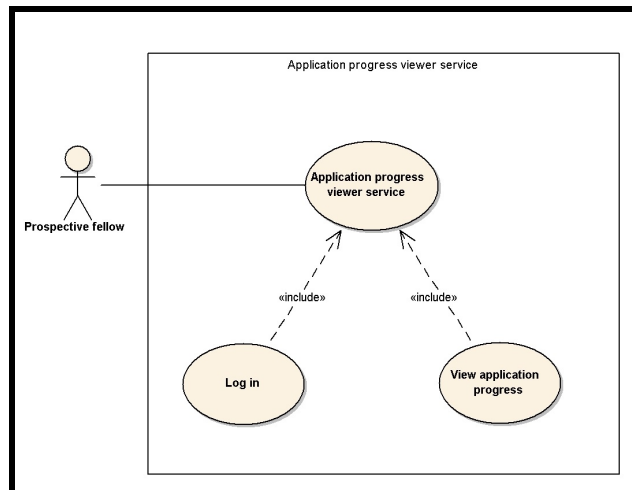 Application progress viewer service
Application progress
viewer service
Prospective fellow
«include»
«include»
Log in
View application
progress